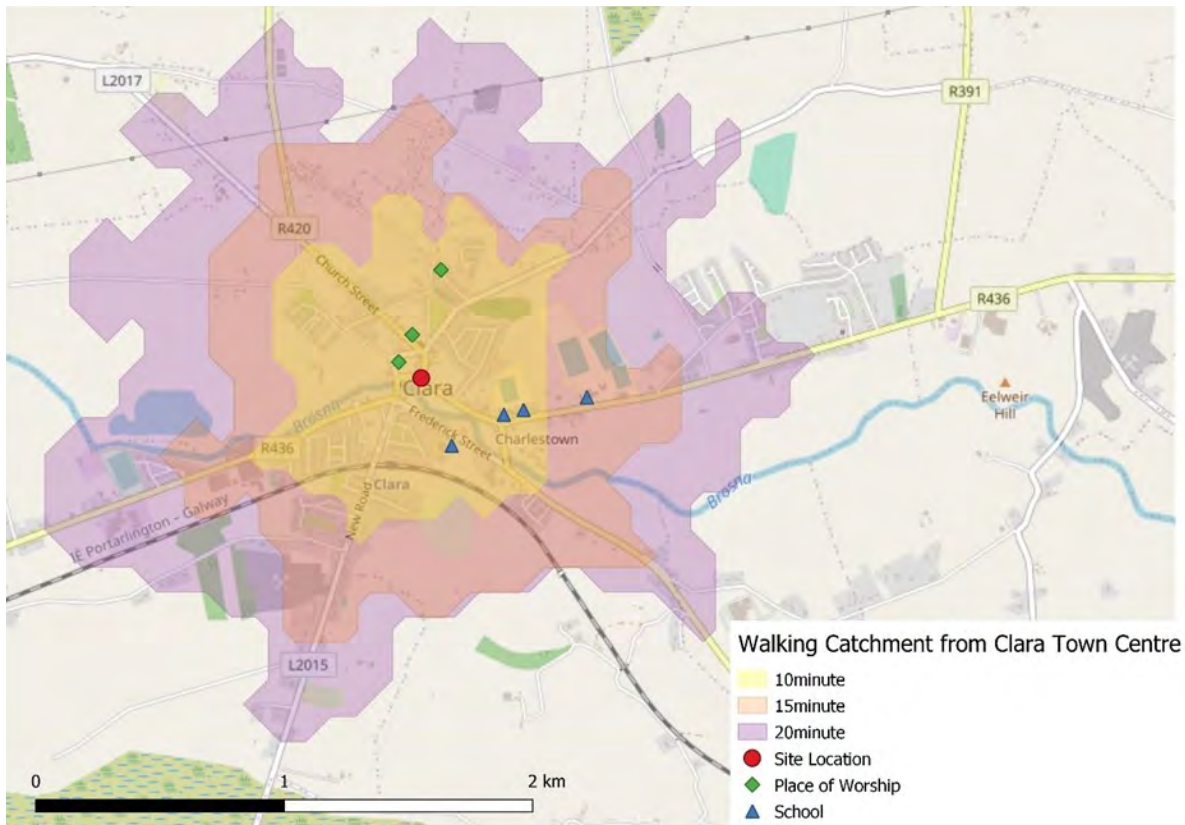 L2017
R391
R420
Church Street
R436
Clara
Brosna
Eelweir
Hill
Frederick Street
Charlestown
R436
Clara
Brosna
New Road
IÉ Portarlington - Galway
L2015
Walking Catchment from Clara Town Centre
10minute
15minute
20minute
Site Location
Place of Worship
School
0 1 2 km